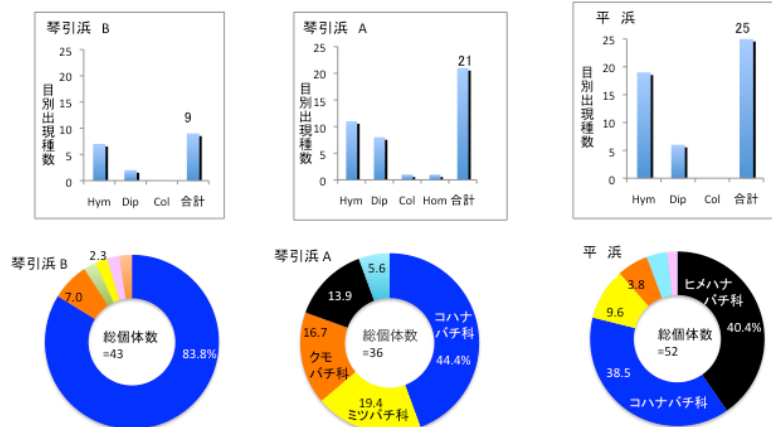 琴引浜 B
目別出現種数
25
20
15
10
5
0
9
Hym Dip Col 合計
琴引浜 A
目別出現種数
25
20
15
10
5
0
21
Hym Dip Col Hom 合計
平 浜
目別出現種数
25
25
20
15
10
5
0
Hym Dip Col 合計
琴引浜 B
2.3
7.0
総個体数
=43
83.8%
琴引浜 A
5.6
13.9
コハナ
バチ科
44.4%
総個体数
=36
16.7
クモ
バチ科
19.4
ミツバチ科
平 浜
3.8
ヒメハナ
バチ科
40.4%
9.6
総個体数
=52
38.5
コハナバチ科